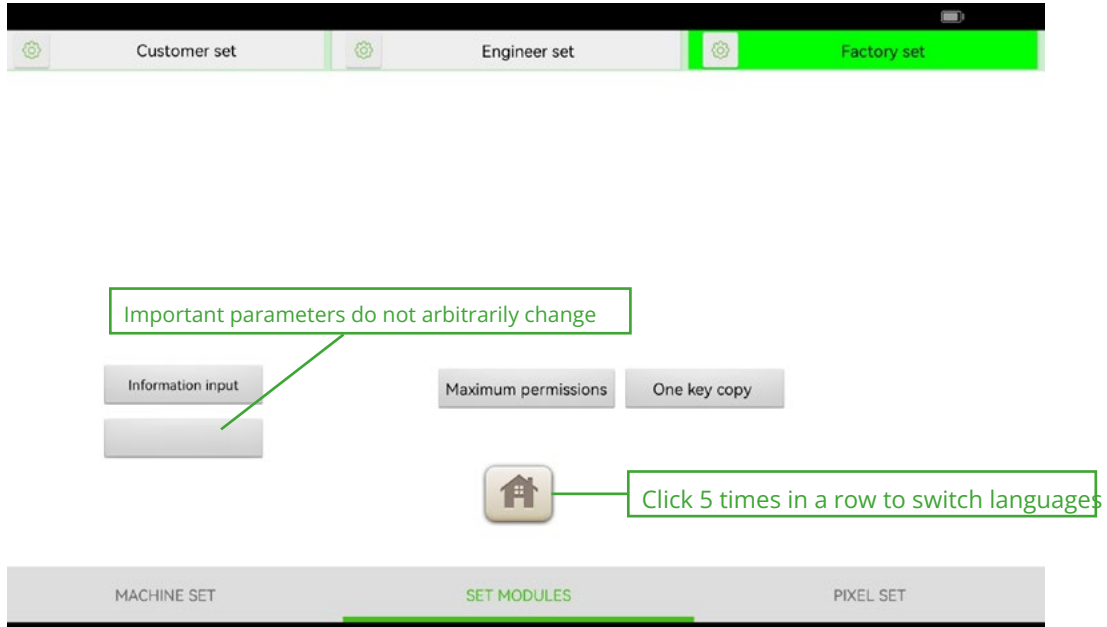 Customer set
Engineer set
Factory set
Important parameters do not arbitrarily change
Information input
Maximum permissions
One key copy
Click 5 times in a row to switch languages
MACHINE SET
SET MODULES
PIXEL SET